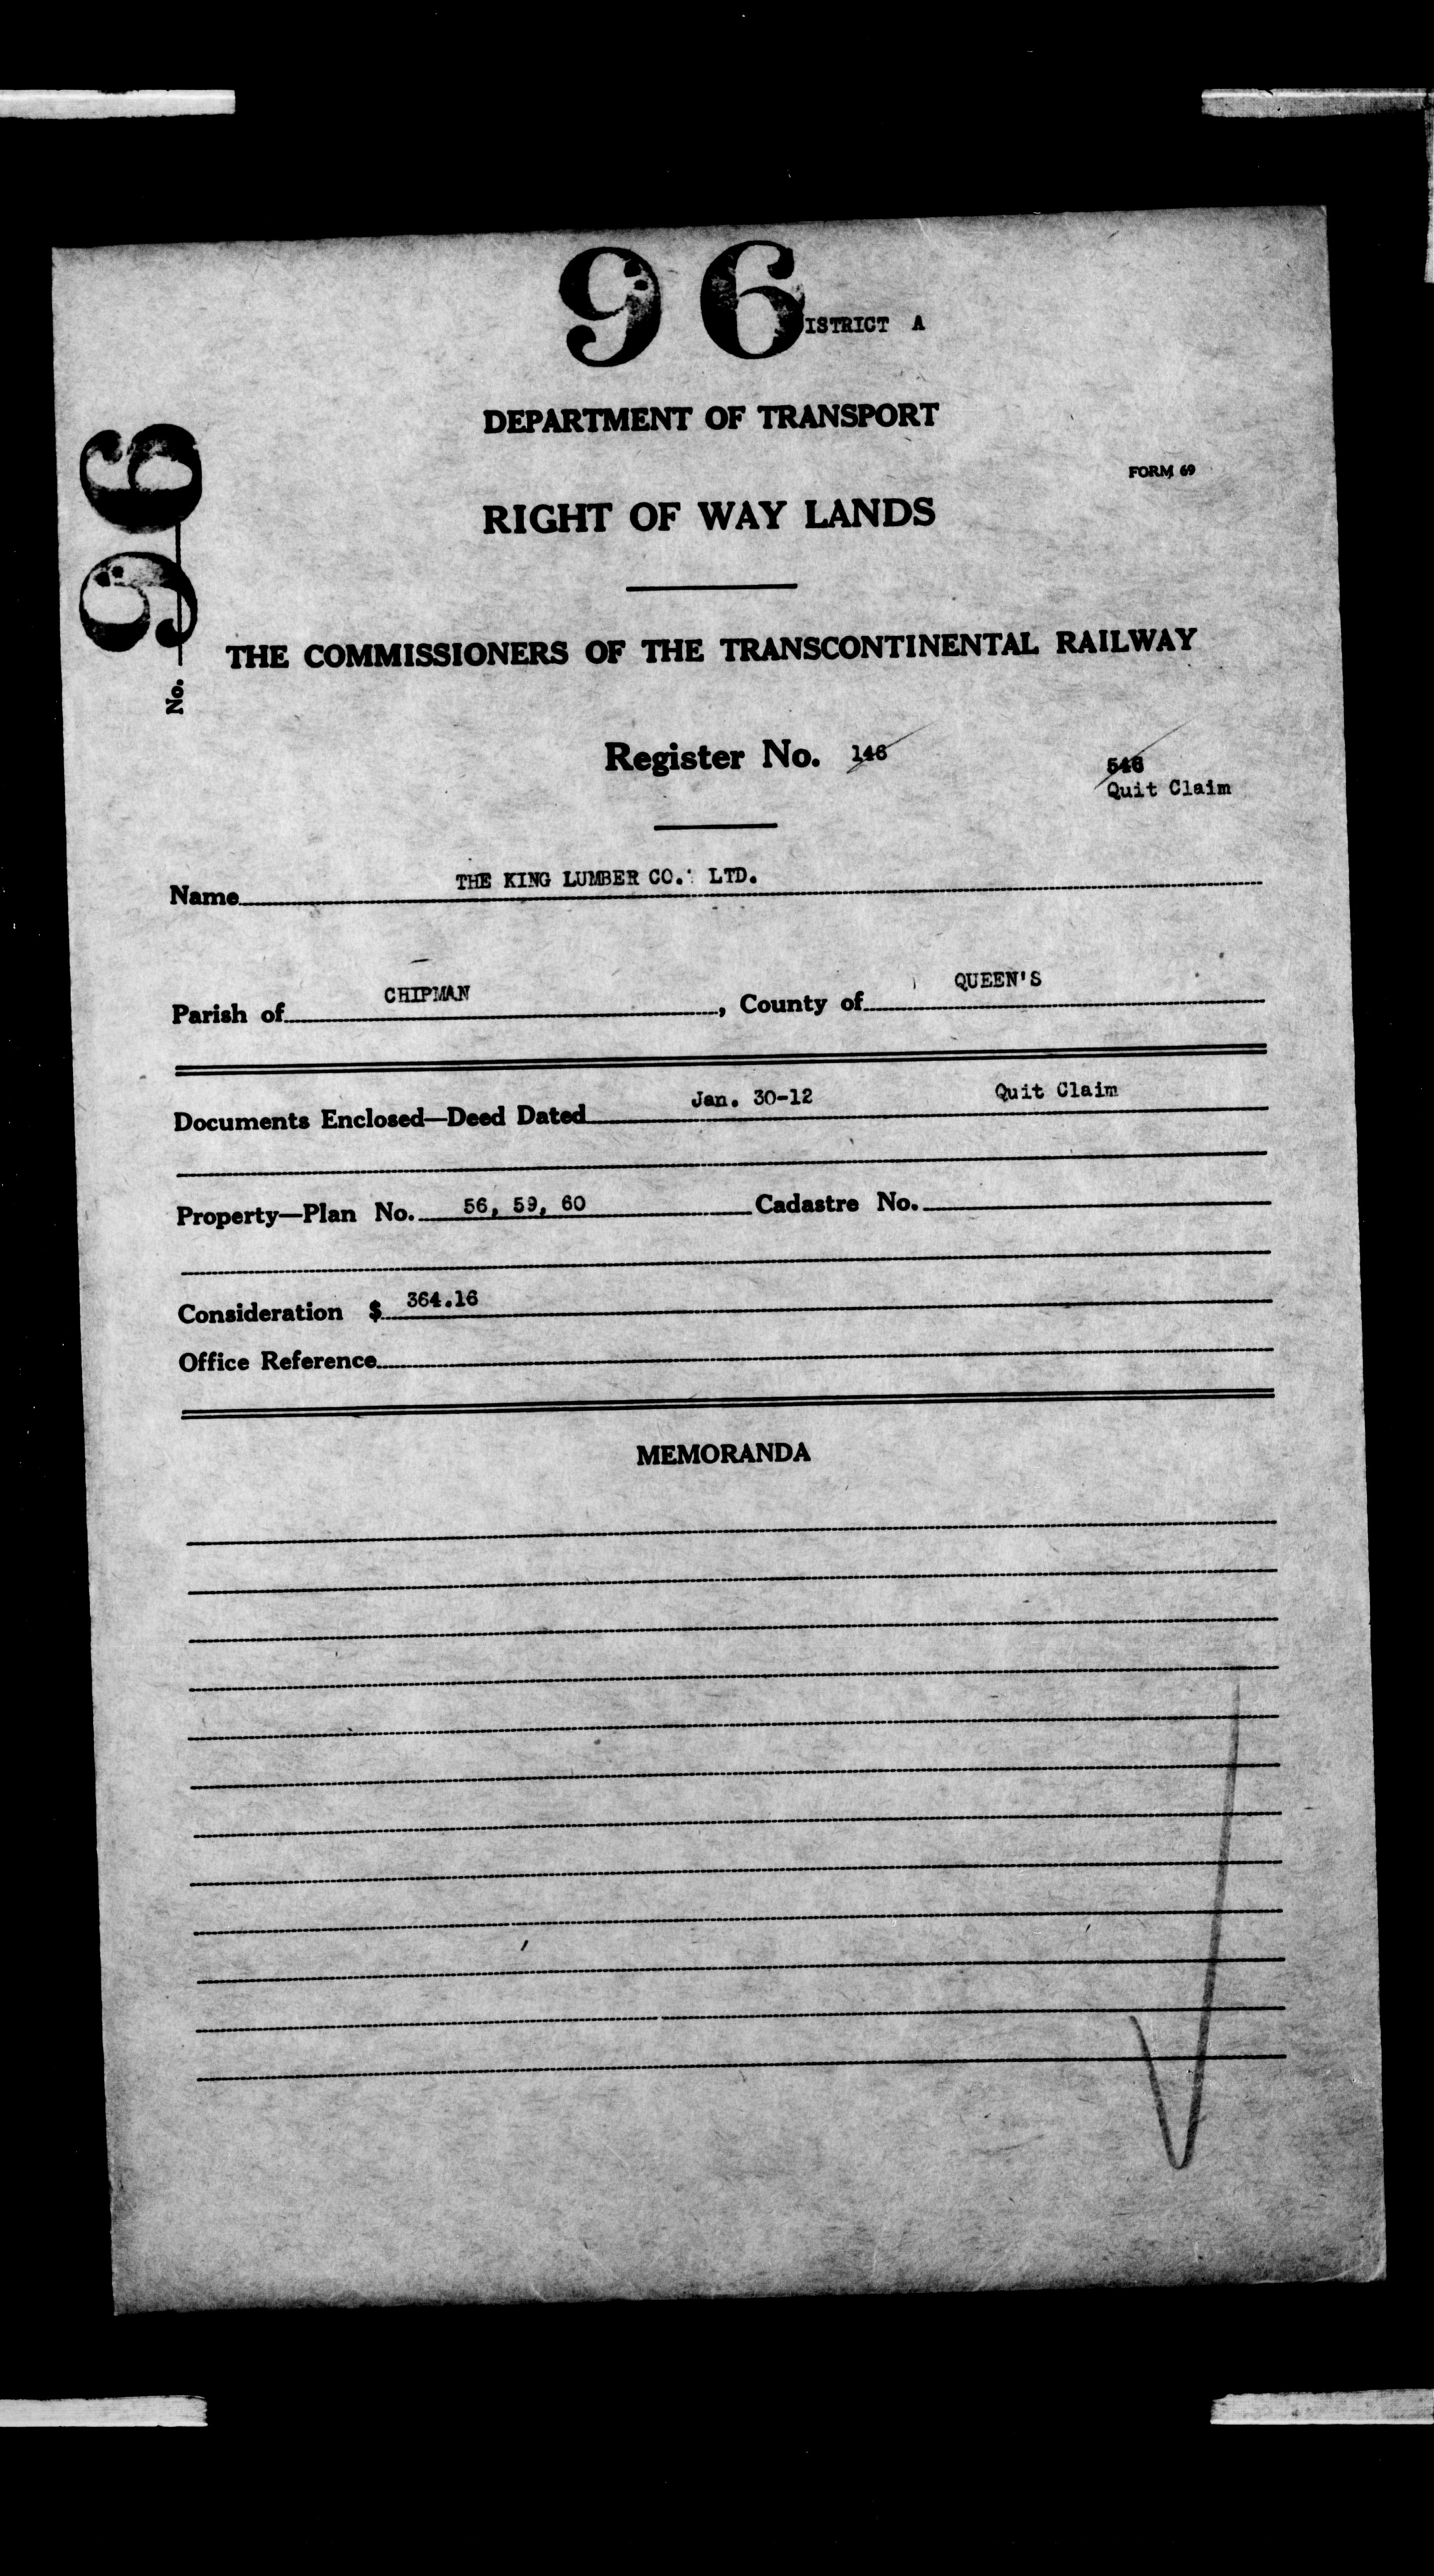 96
ISTRICT A
DEPARTMENT OF TRANSPORT
FORM 69
RIGHT OF WAY LANDS
No. 96
THE COMMISSIONERS OF THE TRANSCONTINENTAL RAILWAY
Register No. 146 546
Quit Claim
Name THE KING LUMBER CO. LTD.
Parish of CHIPMAN, County of QUEEN'S
Documents Enclosed—Deed Dated Jan. 30-12 Quit Claim
Property—Plan No. 56, 59, 60 Cadastre No.
Consideration $ 364.16
Office Reference
MEMORANDA